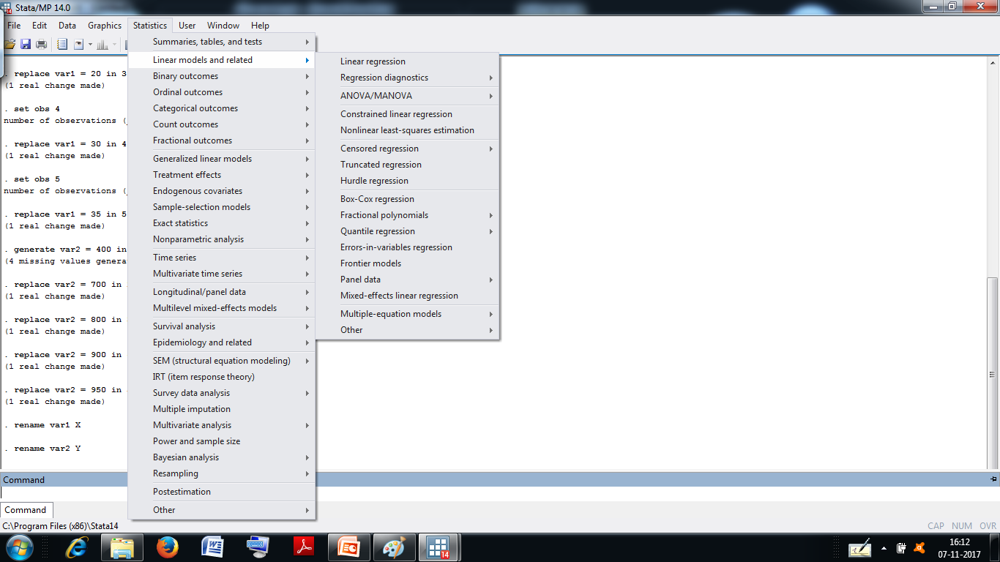 Stata/MP 14.0
File Edit Data Graphics Statistics User Window Help
. replace var1 = 20 in 3
(1 real change made)
. set obs 4
number of observations (
. replace var1 = 30 in 4
(1 real change made)
. set obs 5
number of observations (
. replace var1 = 35 in 5
(1 real change made)
. generate var2 = 400 in
(4 missing values genera
. replace var2 = 700 in
(1 real change made)
. replace var2 = 800 in
(1 real change made)
. replace var2 = 900 in
(1 real change made)
. replace var2 = 950 in
(1 real change made)
. rename var1 X
. rename var2 Y
Summaries, tables, and tests
Linear models and related
Binary outcomes
Ordinal outcomes
Categorical outcomes
Count outcomes
Fractional outcomes
Generalized linear models
Treatment effects
Endogenous covariates
Sample-selection models
Exact statistics
Nonparametric analysis
Time series
Multivariate time series
Longitudinal/panel data
Multilevel mixed-effects models
Survival analysis
Epidemiology and related
SEM (structural equation modeling)
IRT (item response theory)
Survey data analysis
Multiple imputation
Multivariate analysis
Power and sample size
Bayesian analysis
Resampling
Postestimation
Other
Linear regression
Regression diagnostics
ANOVA/MANOVA
Constrained linear regression
Nonlinear least-squares estimation
Censored regression
Truncated regression
Hurdle regression
Box-Cox regression
Fractional polynomials
Quantile regression
Errors-in-variables regression
Frontier models
Panel data
Mixed-effects linear regression
Multiple-equation models
Other
Command
Command
C:\Program Files (x86)\Stata14
CAP NUM OVR
14
16:12
07-11-2017